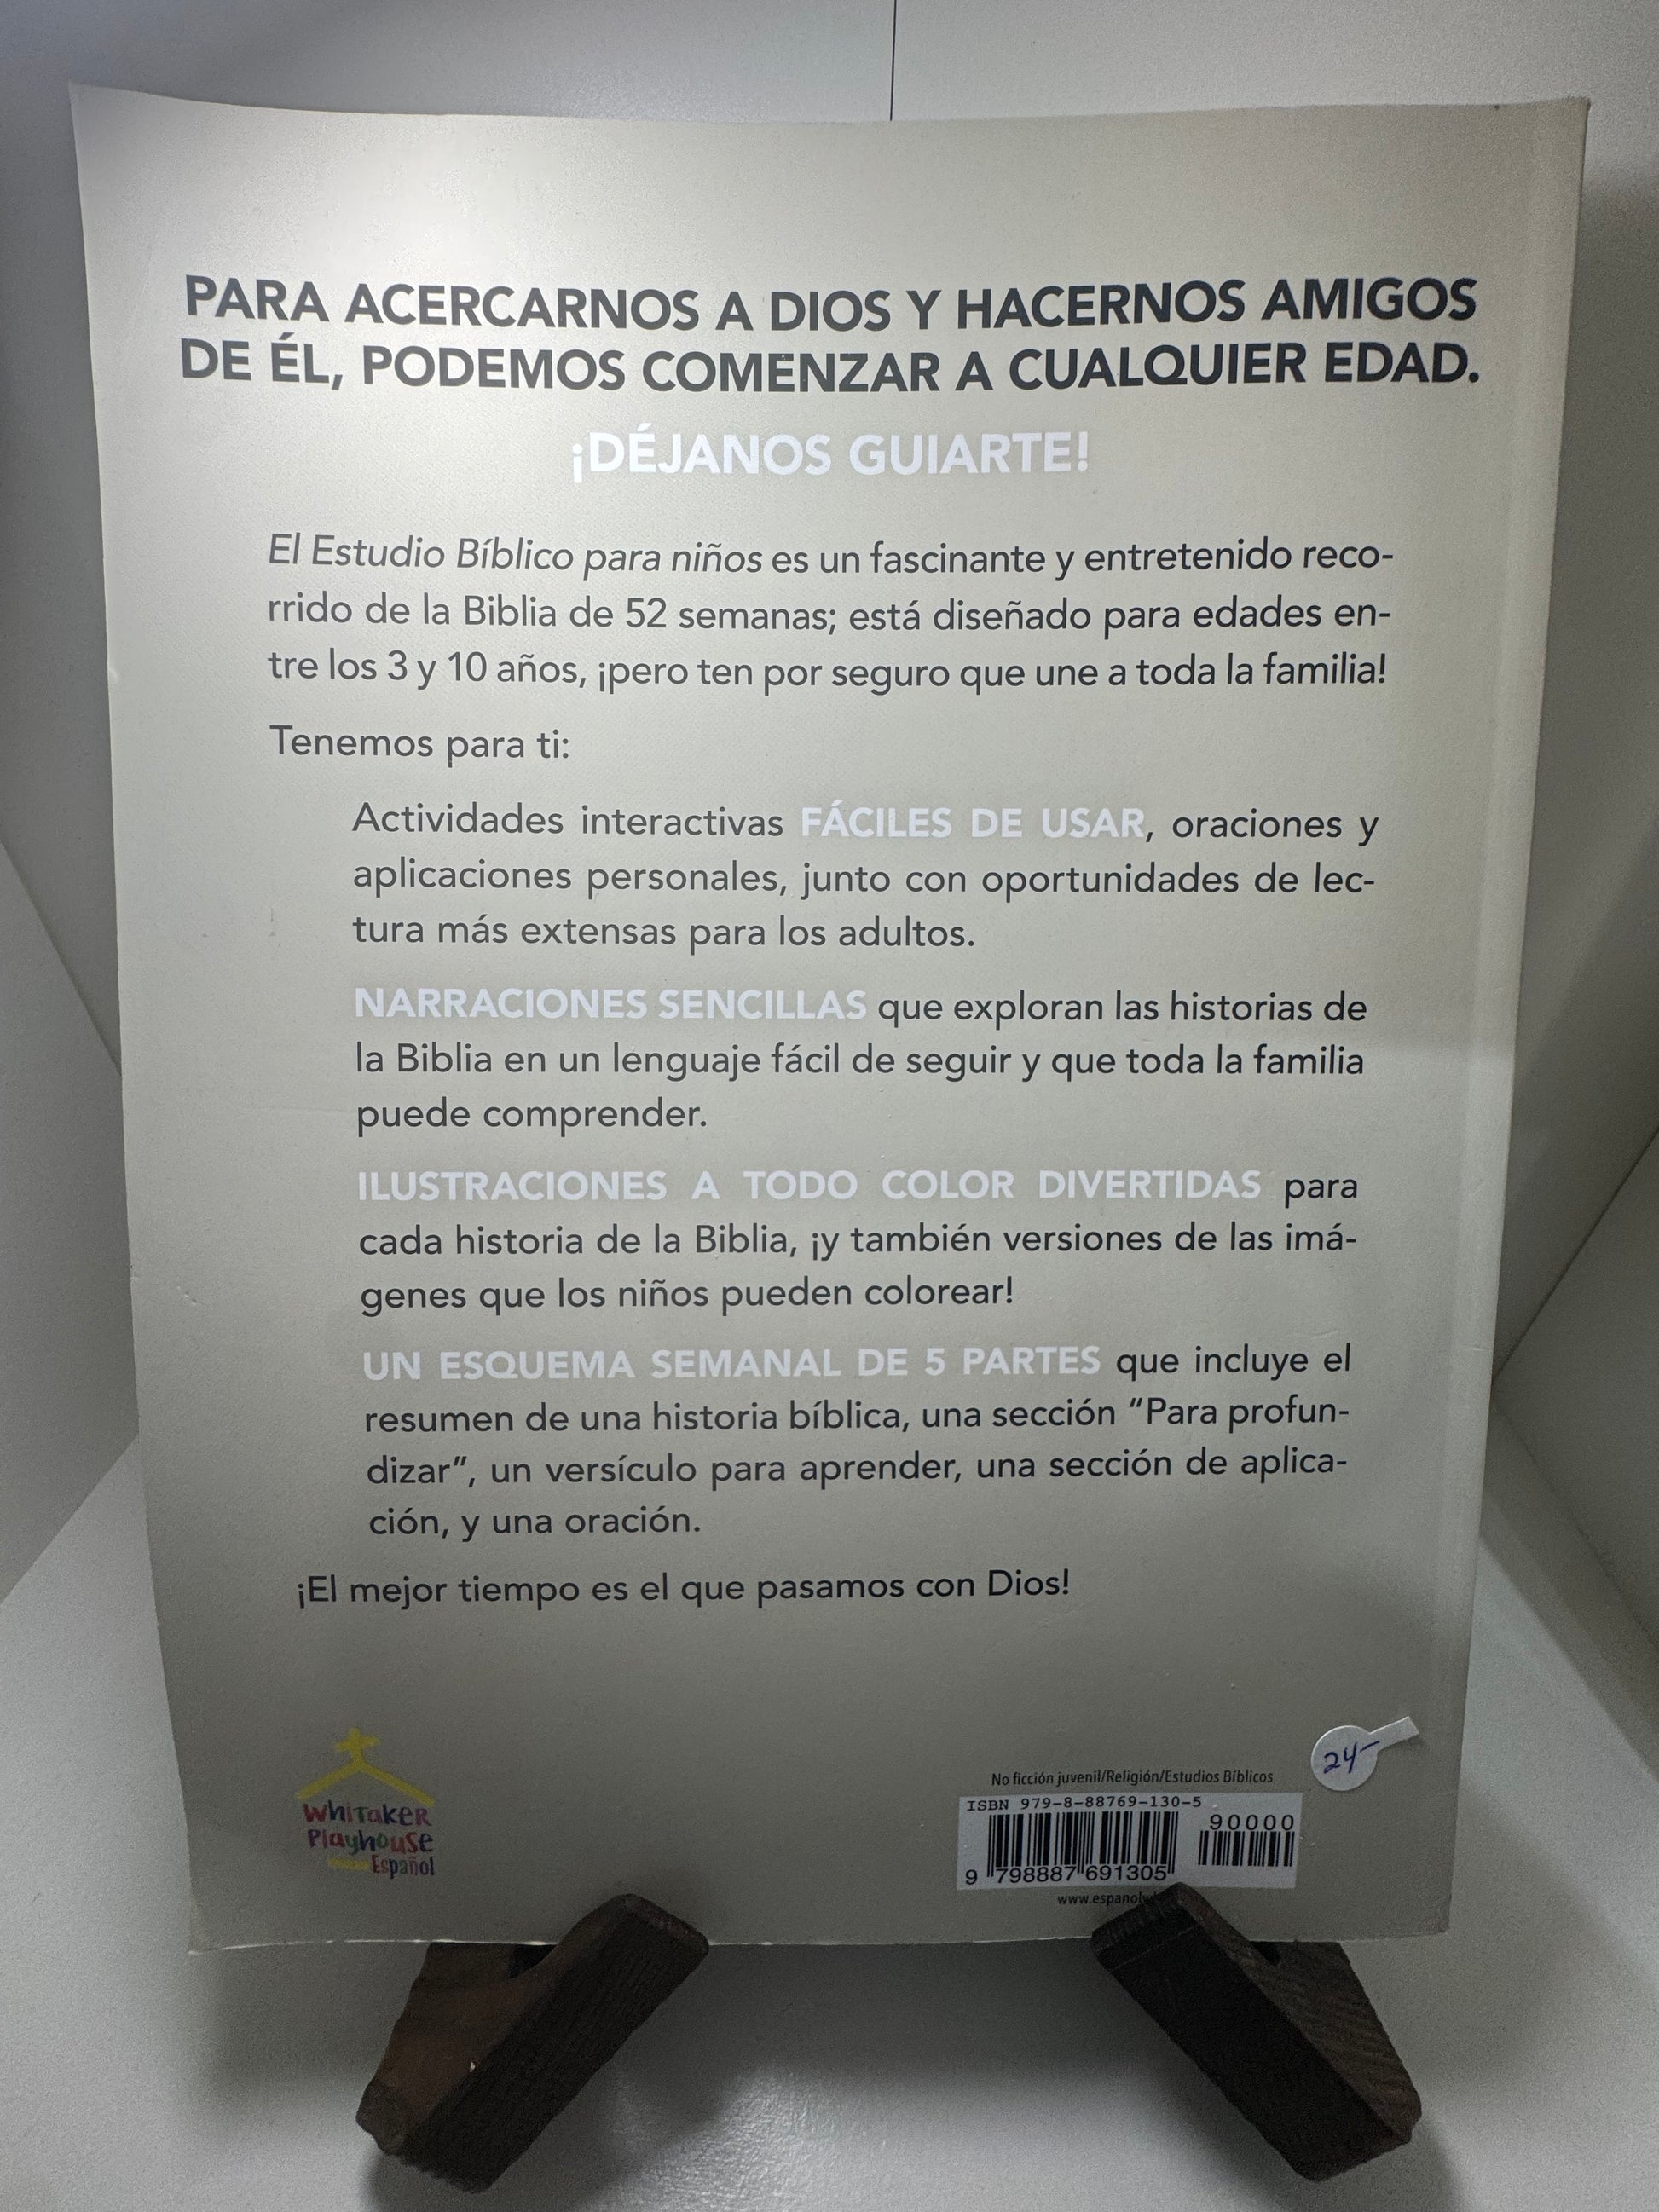 PARA ACERCARNOS A DIOS Y HACERNOS AMIGOS
DE ÉL, PODEMOS COMENZAR A CUALQUIER EDAD.
¡DÉJANOS GUIARTE!
El Estudio Bíblico para niños es un fascinante y entretenido reco-
rrido de la Biblia de 52 semanas; está diseñado para edades en-
tre los 3 y 10 años, ¡pero ten por seguro que une a toda la familia!
Tenemos para ti:
Actividades interactivas FÁCILES DE USAR, oraciones y
aplicaciones personales, junto con oportunidades de lec-
tura más extensas para los adultos.
NARRACIONES SENCILLAS que exploran las historias de
la Biblia en un lenguaje fácil de seguir y que toda la familia
puede comprender.
ILUSTRACIONES A TODO COLOR DIVERTIDAS para
cada historia de la Biblia, ¡y también versiones de las imá-
genes que los niños pueden colorear!
UN ESQUEMA SEMANAL DE 5 PARTES que incluye el
resumen de una historia bíblica, una sección “Para profun-
dizar”, un versículo para aprender, una sección de aplica-
ción, y una oración.
¡El mejor tiempo es el que pasamos con Dios!
Whitaker
Playhouse
Español
24-
No ficción juvenil/Religión/Estudios Bíblicos
ISBN 979-8-88769-130-5
90000
9 798887 691305